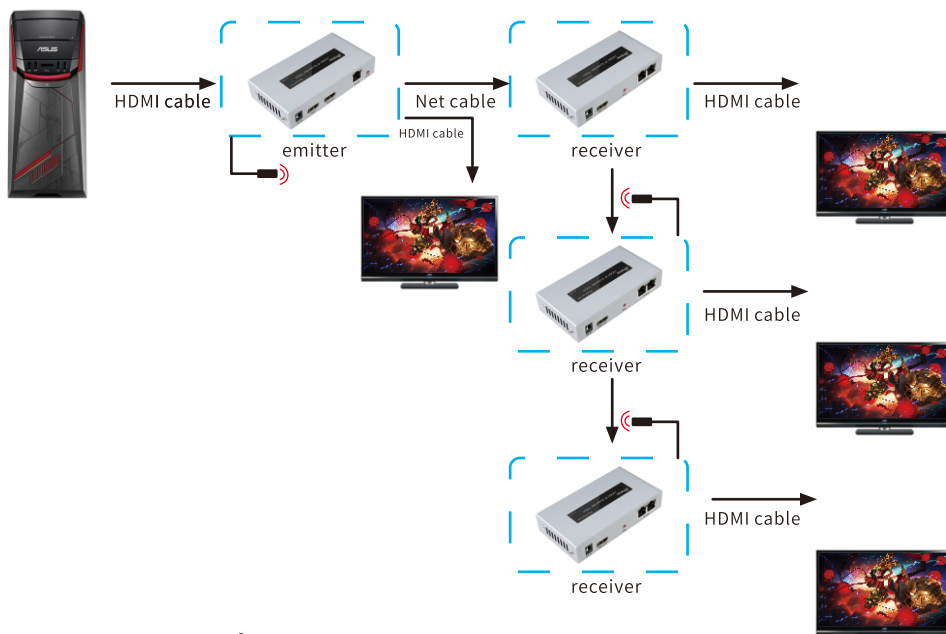 ASUS
HDMI cable
Net cable
HDMI cable
HDMI cable
emitter
receiver
HDMI cable
receiver
HDMI cable
receiver